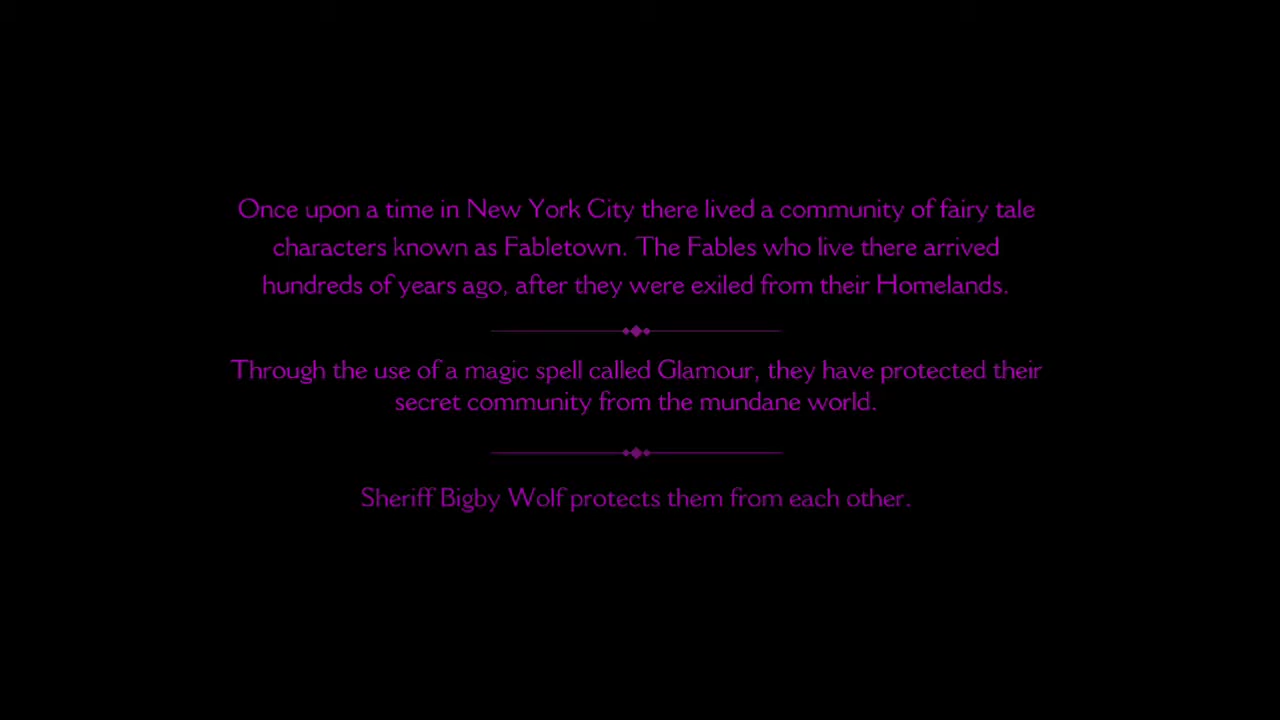 Once upon a time in New York City there lived a community of fairy tale
characters known as Fabletown. The Fables who live there arrived
hundreds of years ago, after they were exiled from their Homelands.
Through the use of a magic spell called Glamour, they have protected their
secret community from the mundane world.
Sheriff Bigby Wolf protects them from each other.